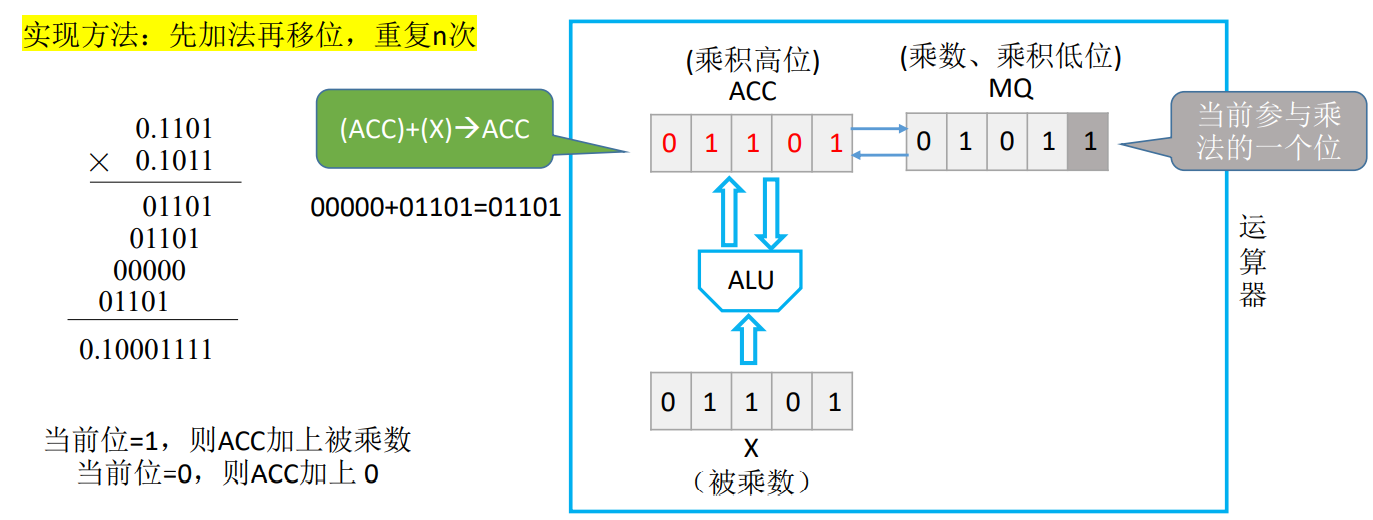 实现方法：先加法再移位，重复n次
0.1101
× 0.1011
01101
01101
00000
01101
0.10001111
当前位=1，则ACC加上被乘数
当前位=0，则ACC加上 0
(ACC)+(X)→ACC
00000+01101=01101
(乘积高位)
ACC
0 1 1 0 1
(乘数、乘积低位)
MQ
0 1 0 1 1
当前参与乘
法的一个位
ALU
0 1 1 0 1
X
（被乘数）
运
算
器